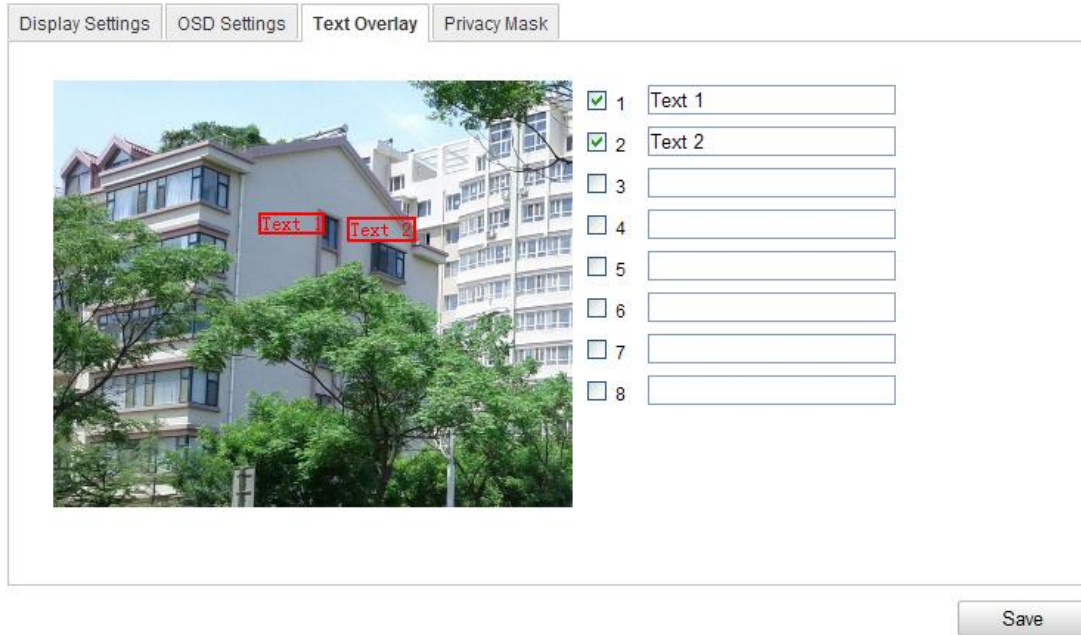 Display Settings OSD Settings Text Overlay Privacy Mask
1 Text 1
2 Text 2
3
4
5
6
7
8
Text 1 Text 2
Save